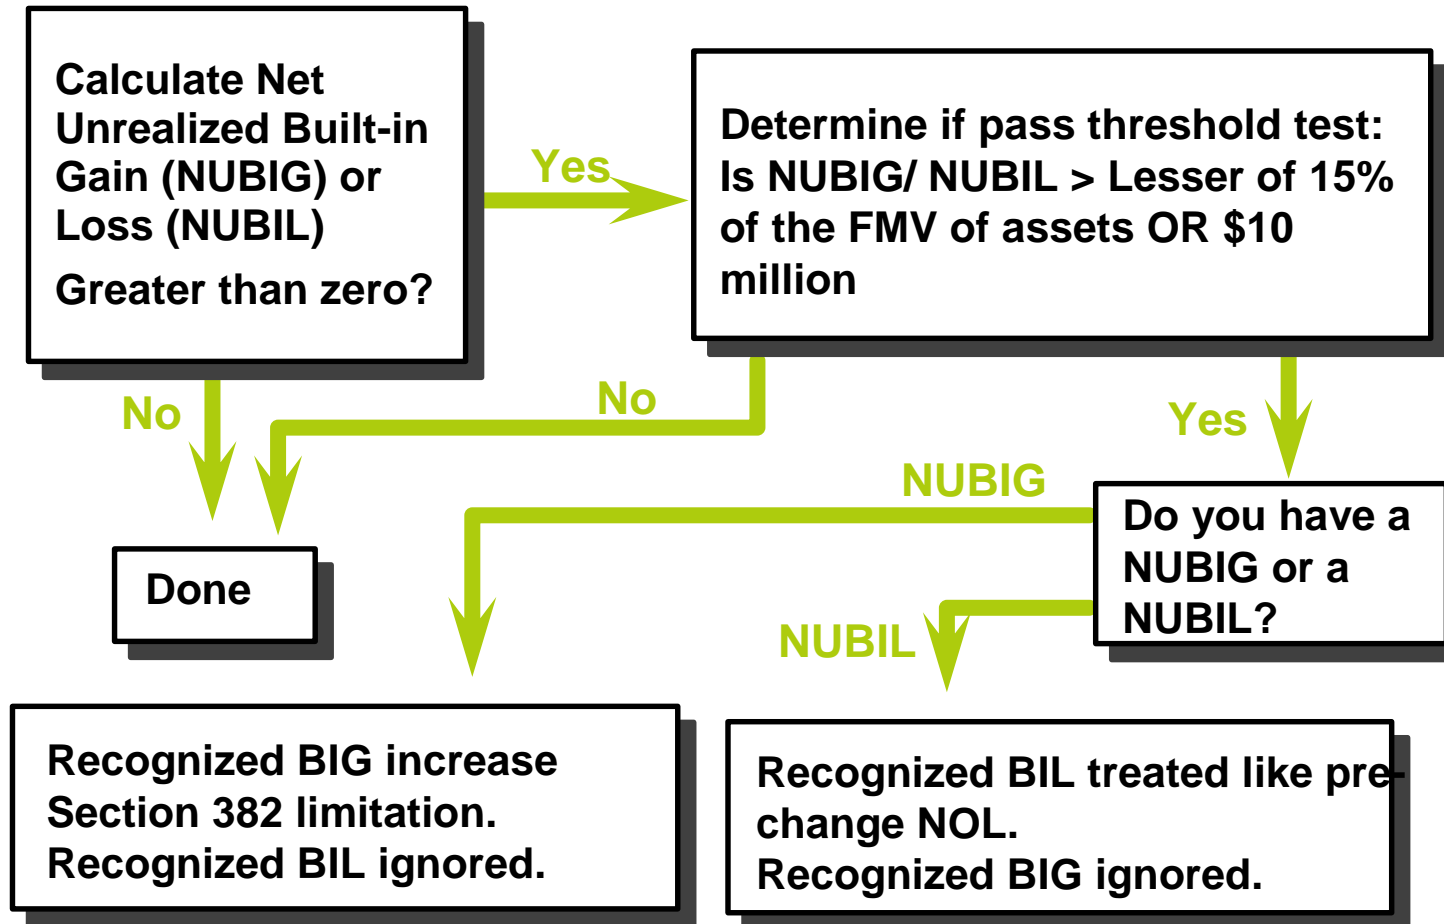 Calculate Net
Unrealized Built-in
Gain (NUBIG) or
Loss (NUBIL)
Greater than zero?
Yes
Determine if pass threshold test:
Is NUBIG/ NUBIL > Lesser of 15%
of the FMV of assets OR $10
million
No
No
Yes
NUBIG
Do you have a
NUBIG or a
NUBIL?
Done
NUBIL
Recognized BIG increase
Section 382 limitation.
Recognized BIL ignored.
Recognized BIL treated like pre-
change NOL.
Recognized BIG ignored.